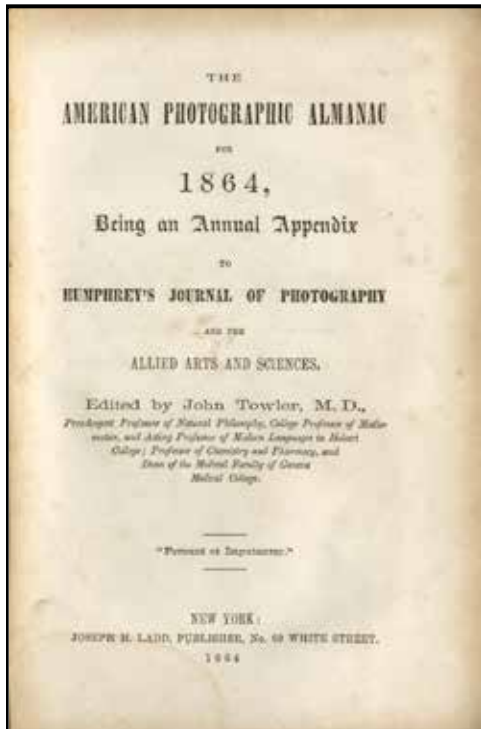 THE
AMERICAN PHOTOGRAPHIC ALMANAC
FOR
1864,
Being an Annual Appendix
TO
HUMPHREY'S JOURNAL OF PHOTOGRAPHY
AND THE
ALLIED ARTS AND SCIENCES.
Edited by John Towler, M.D.,
Professor of Natural Philosophy, College Professor of Mathe-
matics, and Acting Professor of Modern Languages in Hobart
College; Professor of Chemistry and Pharmacy, and
Dean of the Medical Faculty of Geneva
Medical College.
NEW YORK:
JOSEPH H. LADD, PUBLISHER, No. 60 WHITE STREET.
1864